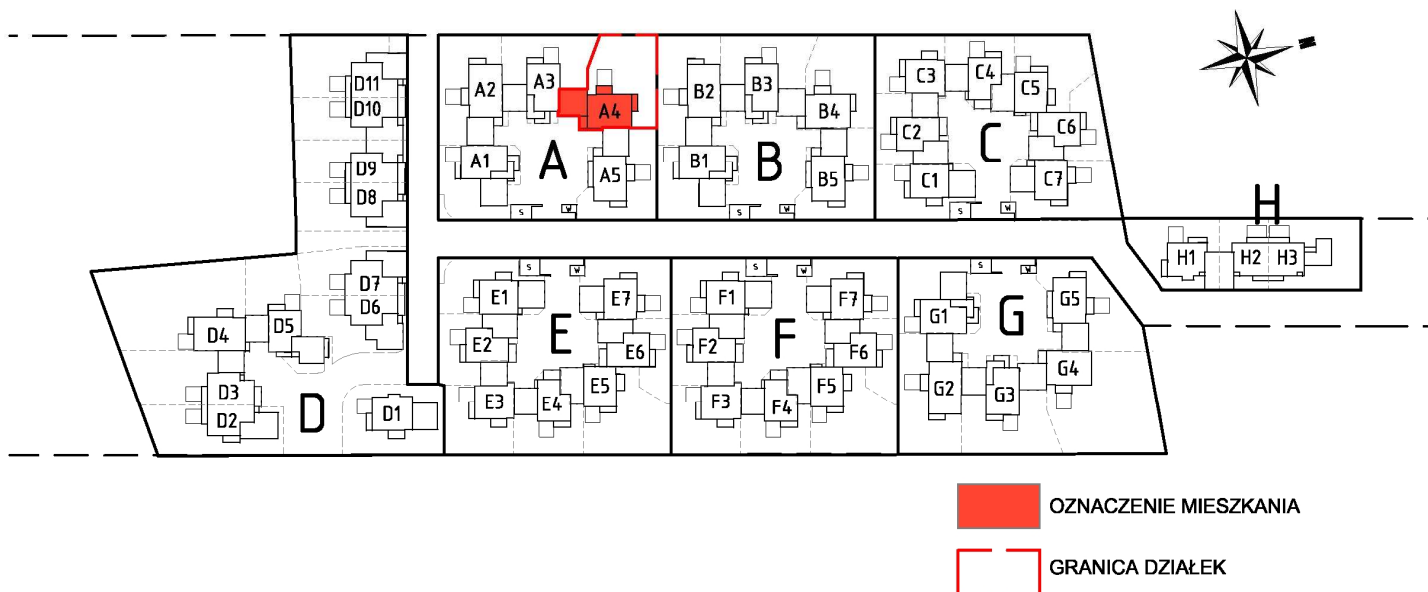 N
D11
D10
D9
D8
D7
D6
D5
D4
D3
D2
D1
D
A2
A3
A4
A1
A
A5
S
W
B2
B3
B4
B1
B
B5
S
W
C3
C4
C5
C2
C
C6
C1
C7
S
W
H
H1
H2
H3
S
W
E1
E7
E2
E
E6
E3
E4
E5
S
W
F1
F7
F2
F
F6
F3
F4
F5
S
W
G1
G
G5
G2
G3
G4
OZNACZENIE MIESZKANIA
GRANICA DZIAŁEK